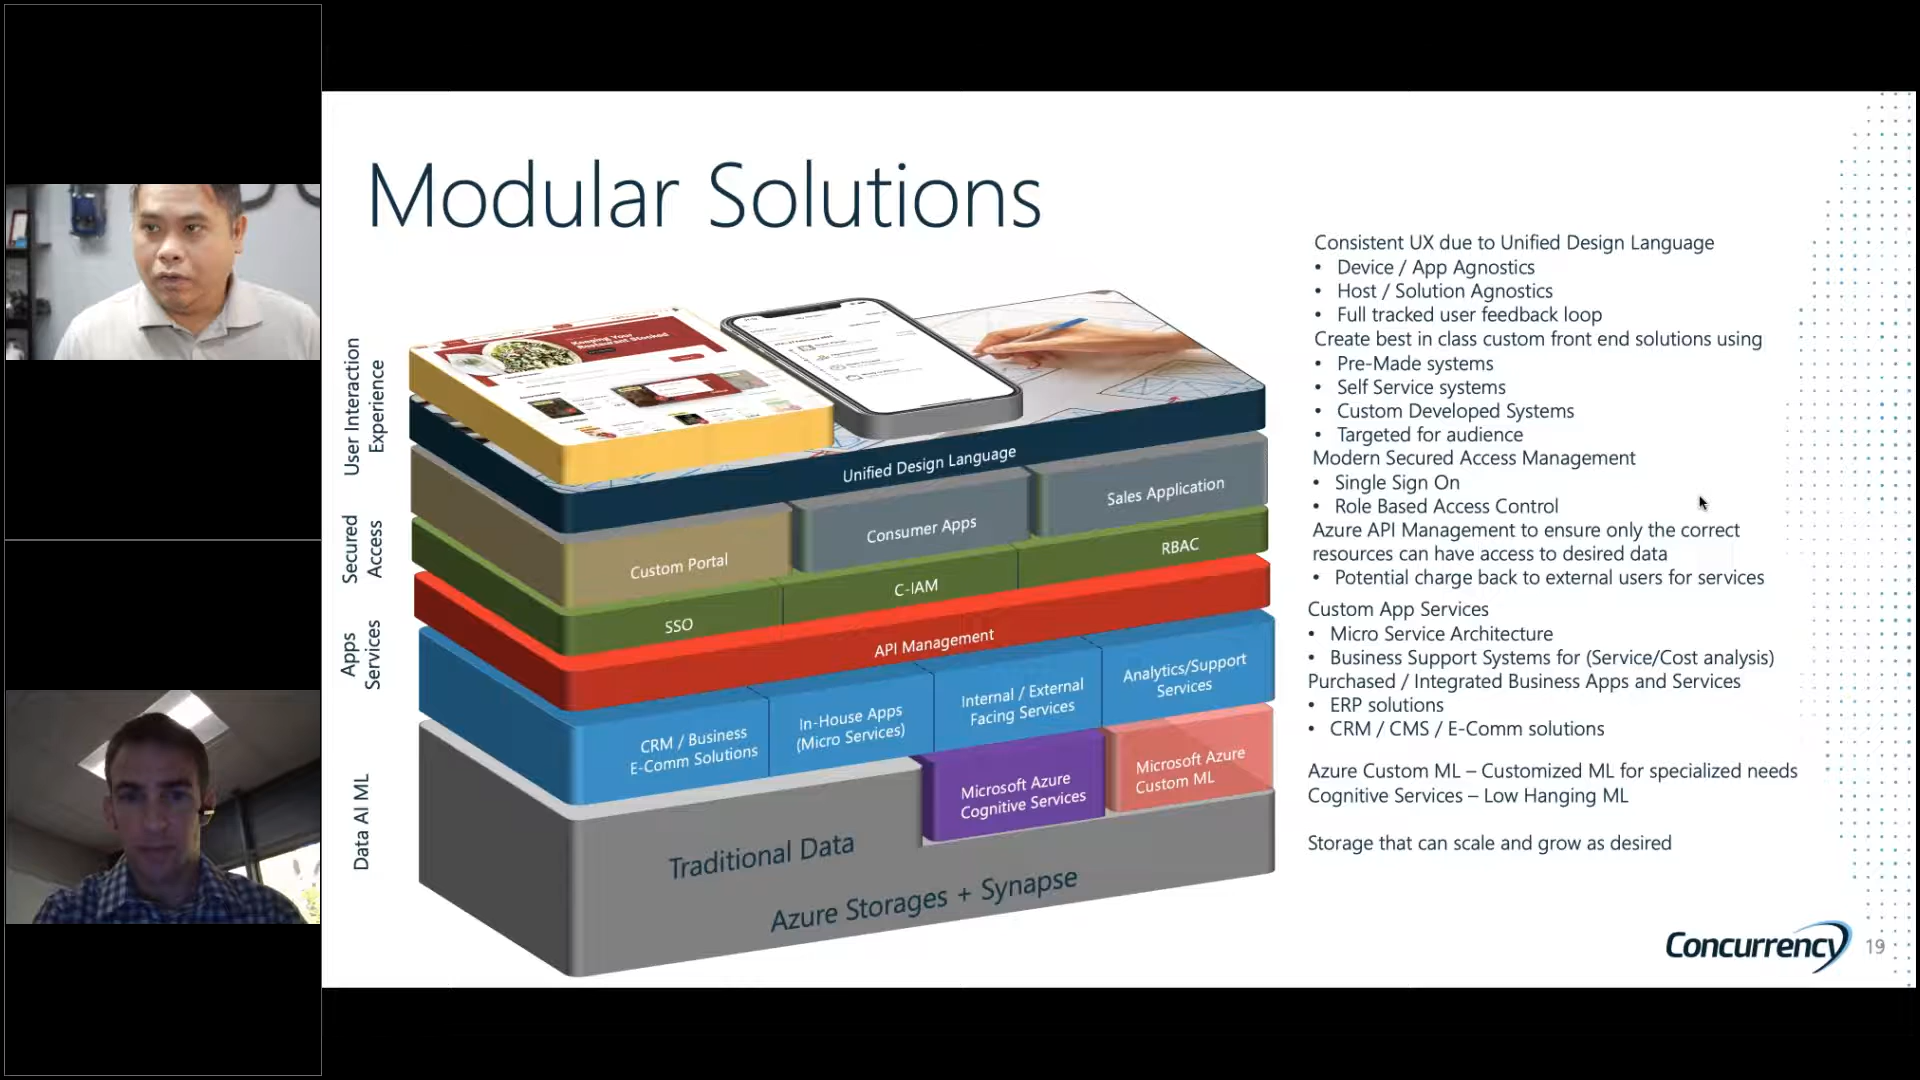 Modular Solutions
User Interaction
Experience
Secured
Access
Apps
Services
Data AI ML
Keeping Your
Restaurant Stocked
Unified Design Language
Custom Portal
Consumer Apps
Sales Application
SSO
C-IAM
RBAC
API Management
CRM / Business
E-Comm Solutions
In-House Apps
(Micro Services)
Internal / External
Facing Services
Analytics/Support
Services
Microsoft Azure
Cognitive Services
Microsoft Azure
Custom ML
Traditional Data
Azure Storages + Synapse
Consistent UX due to Unified Design Language
• Device / App Agnostics
• Host / Solution Agnostics
• Full tracked user feedback loop
Create best in class custom front end solutions using
• Pre-Made systems
• Self Service systems
• Custom Developed Systems
• Targeted for audience
Modern Secured Access Management
• Single Sign On
• Role Based Access Control
Azure API Management to ensure only the correct
resources can have access to desired data
• Potential charge back to external users for services
Custom App Services
• Micro Service Architecture
• Business Support Systems for (Service/Cost analysis)
Purchased / Integrated Business Apps and Services
• ERP solutions
• CRM / CMS / E-Comm solutions
Azure Custom ML – Customized ML for specialized needs
Cognitive Services – Low Hanging ML
Storage that can scale and grow as desired
Concurrency
19